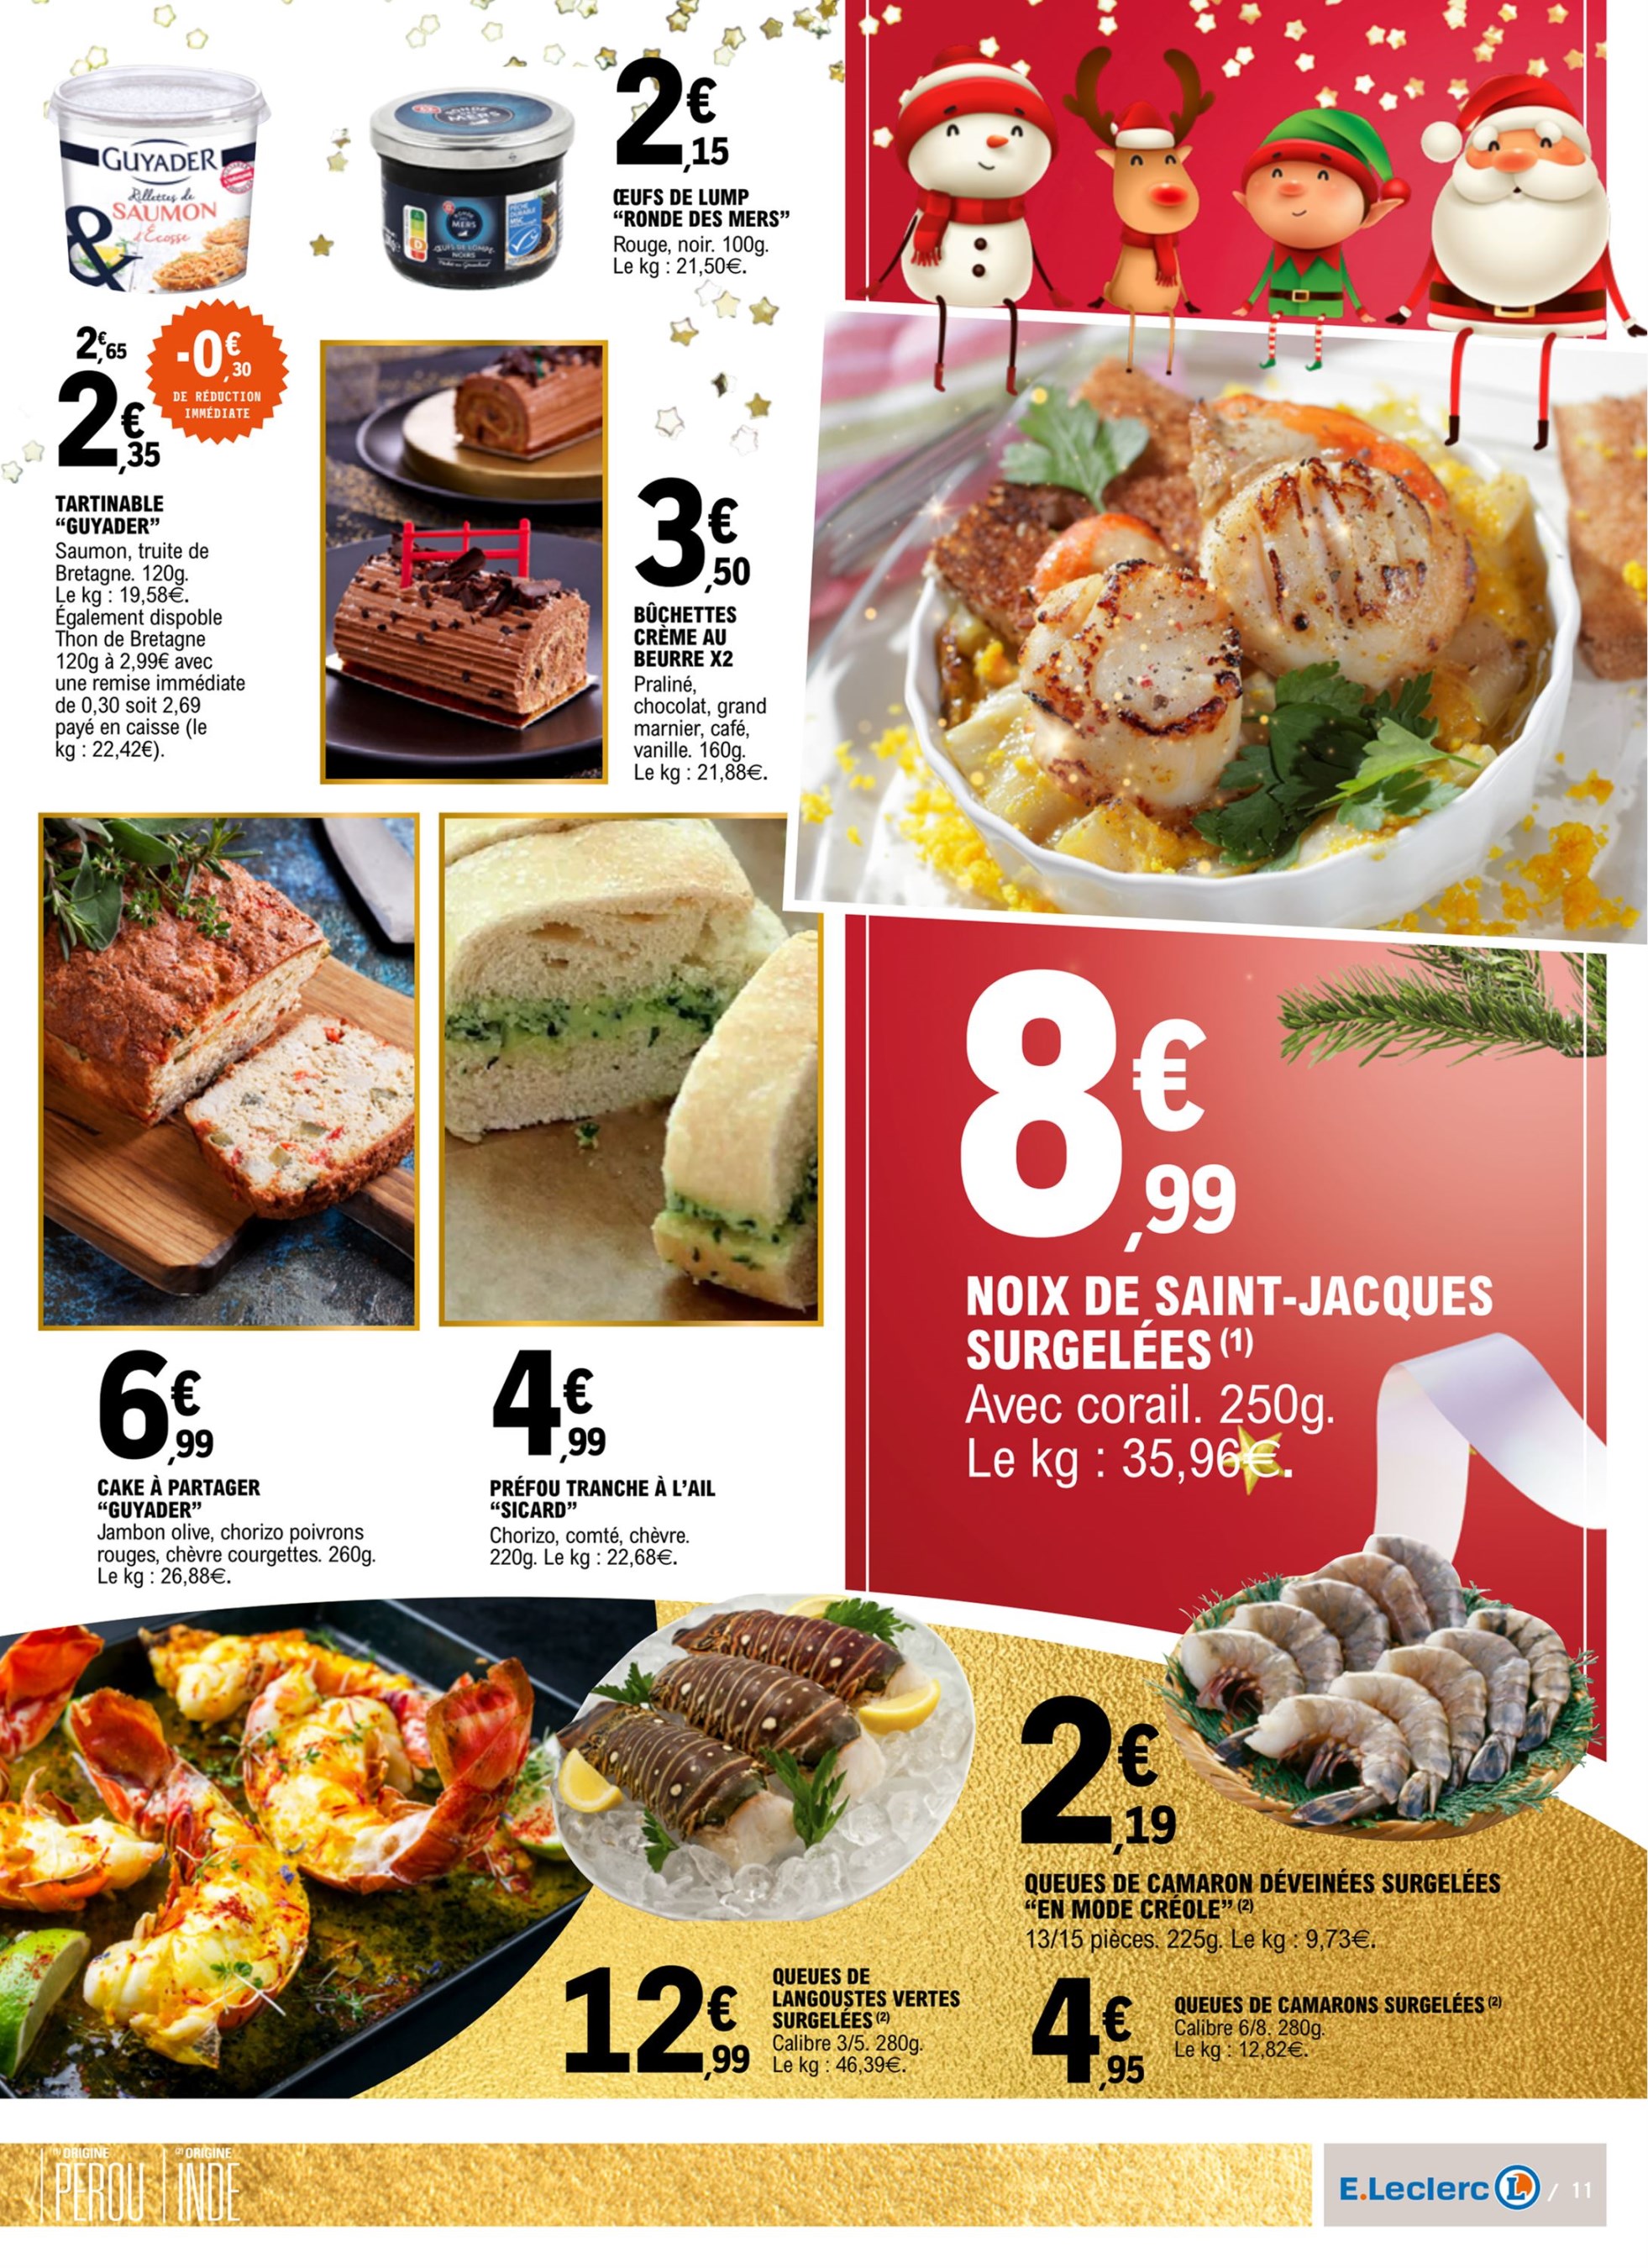 GUYADER
Rillettes de
SAUMON
d'Écosse
&
RONDE DES
MERS
MERS
ŒUFS DE LOMPE
NOIRS
PÊCHE
DURABLE
MSC
2€,15
ŒUFS DE LUMP
“RONDE DES MERS”
Rouge, noir. 100g.
Le kg : 21,50€.
2€,65
-0€,30
DE RÉDUCTION
IMMÉDIATE
2€,35
TARTINABLE
“GUYADER”
Saumon, truite de
Bretagne. 120g.
Le kg : 19,58€.
Également dispoble
Thon de Bretagne
120g à 2,99€ avec
une remise immédiate
de 0,30 soit 2,69
payé en caisse (le
kg : 22,42€).
3€,50
BÛCHETTES
CRÈME AU
BEURRE X2
Praliné,
chocolat, grand
marnier, café,
vanille. 160g.
Le kg : 21,88€.
6€,99
CAKE À PARTAGER
“GUYADER”
Jambon olive, chorizo poivrons
rouges, chèvre courgettes. 260g.
Le kg : 26,88€.
4€,99
PRÉFOU TRANCHE À L’AIL
“SICARD”
Chorizo, comté, chèvre.
220g. Le kg : 22,68€.
8€,99
NOIX DE SAINT-JACQUES
SURGELÉES (1)
Avec corail. 250g.
Le kg : 35,96€.
12€,99
QUEUES DE
LANGOUSTES VERTES
SURGELÉES (2)
Calibre 3/5. 280g.
Le kg : 46,39€.
2€,19
QUEUES DE CAMARON DÉVEINÉES SURGELÉES
“EN MODE CRÉOLE” (2)
13/15 pièces. 225g. Le kg : 9,73€.
4€,95
QUEUES DE CAMARONS SURGELÉES (2)
Calibre 6/8. 280g.
Le kg : 12,82€.
(1) ORIGINE
PEROU
(2) ORIGINE
INDE
E.Leclerc L / 11